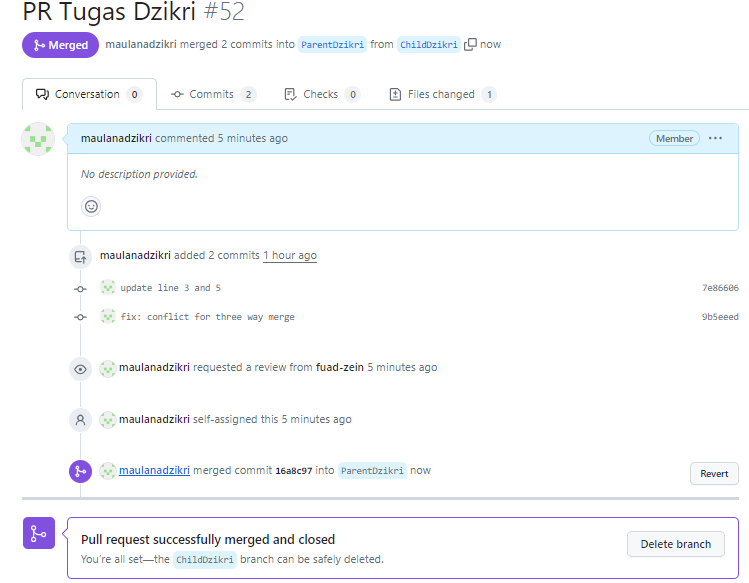 PR Tugas Dzikri #52
Merged maulanadzikri merged 2 commits into ParentDzikri from ChildDzikri now
Conversation 0 Commits 2 Checks 0 Files changed 1
maulanadzikri commented 5 minutes ago Member ...
No description provided.
maulanadzikri added 2 commits 1 hour ago
update line 3 and 5 7e86606
fix: conflict for three way merge 9b5eeed
maulanadzikri requested a review from fuad-zein 5 minutes ago
maulanadzikri self-assigned this 5 minutes ago
maulanadzikri merged commit 16a8c97 into ParentDzikri now Revert
Pull request successfully merged and closed
You're all set—the ChildDzikri branch can be safely deleted. Delete branch